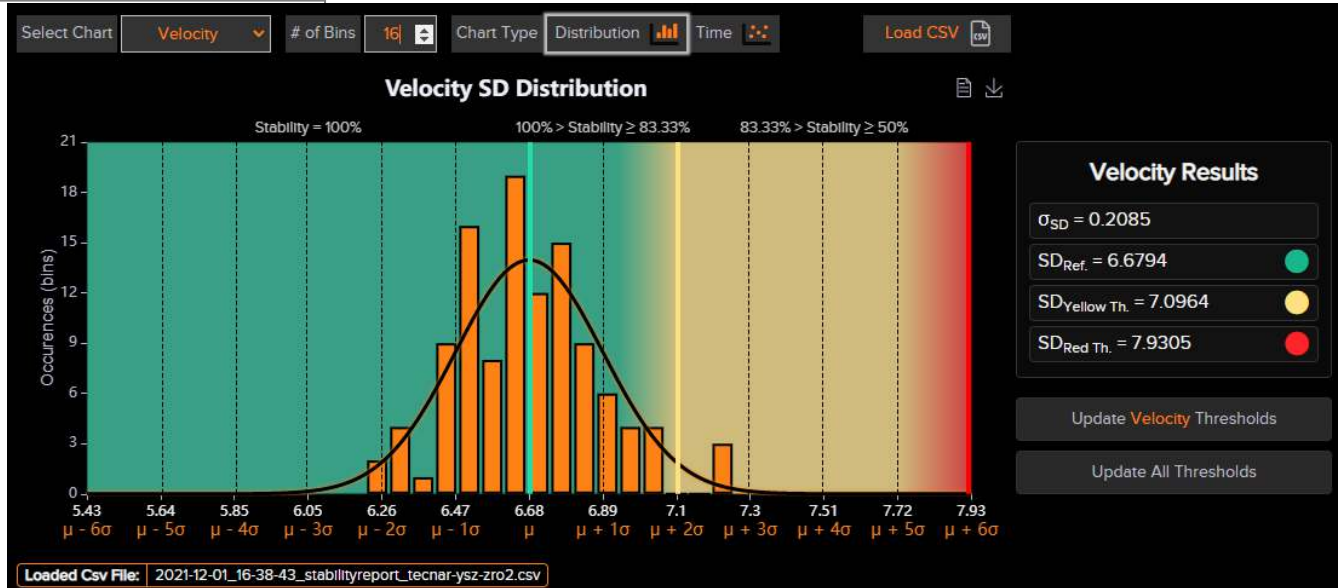 Select Chart Velocity # of Bins 16 Chart Type Distribution Time Load CSV CSV
Velocity SD Distribution
Stability = 100% 100% > Stability ≥ 83.33% 83.33% > Stability ≥ 50%
Occurences (bins)
21
18
15
12
9
6
3
0
5.43 5.64 5.85 6.05 6.26 6.47 6.68 6.89 7.1 7.3 7.51 7.72 7.93
μ - 6σ μ - 5σ μ - 4σ μ - 3σ μ - 2σ μ - 1σ μ μ + 1σ μ + 2σ μ + 3σ μ + 4σ μ + 5σ μ + 6σ
Velocity Results
σSD = 0.2085
SDRef. = 6.6794
SDYellow Th. = 7.0964
SDRed Th. = 7.9305
Update Velocity Thresholds
Update All Thresholds
Loaded Csv File: 2021-12-01_16-38-43_stabilityreport_tecnar-ysz-zro2.csv